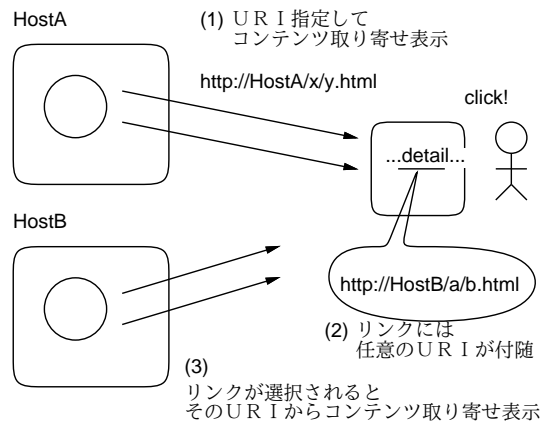 HostA
(1) ＵＲＩ指定して
コンテンツ取り寄せ表示
http://HostA/x/y.html
click!
...detail...
HostB
http://HostB/a/b.html
(2) リンクには
任意のＵＲＩが付随
(3)
リンクが選択されると
そのＵＲＩからコンテンツ取り寄せ表示